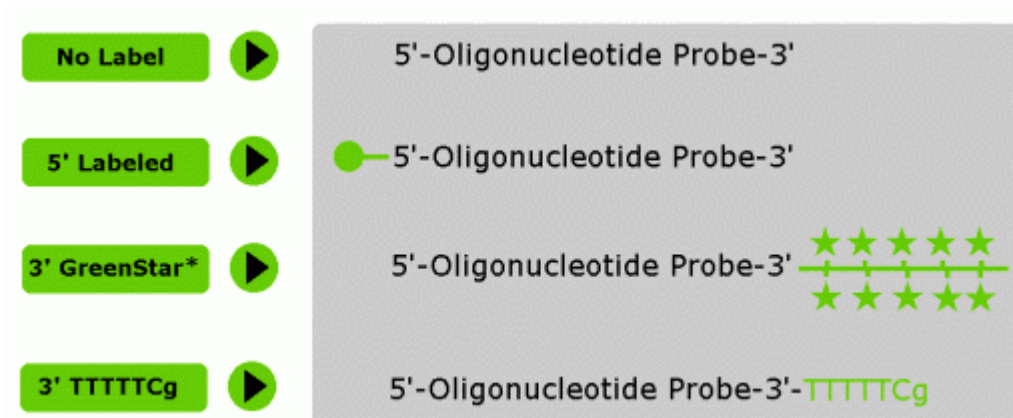 No Label 5'-Oligonucleotide Probe-3'
5' Labeled 5'-Oligonucleotide Probe-3'
3' GreenStar* 5'-Oligonucleotide Probe-3'
3' TTTTTCg 5'-Oligonucleotide Probe-3'-TTTTTCg